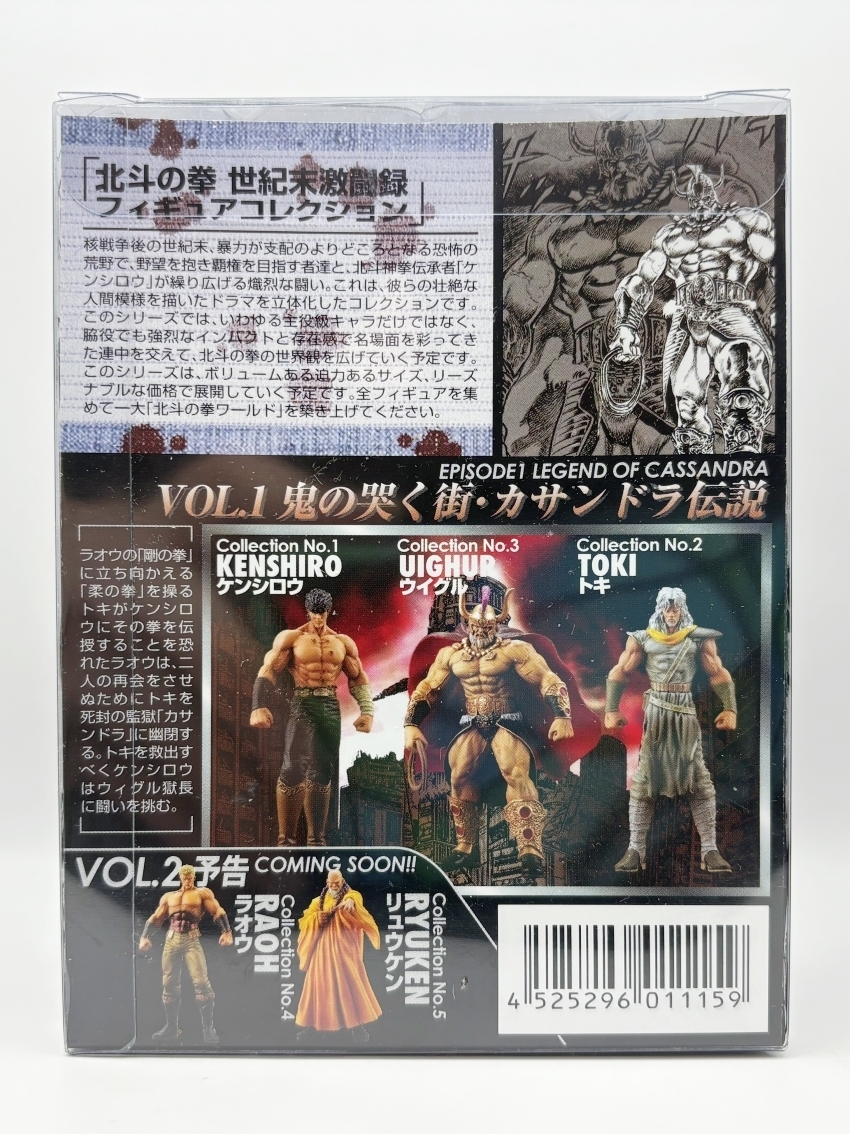 「北斗の拳 世紀末激闘録
フィギュアコレクション」
核戦争後の世紀末、暴力が支配のよりどころとなる恐怖の
荒野で、野望を抱き覇権を目指す者達と、北斗神拳伝承者「ケ
ンシロウ」が繰り広げる熾烈な闘い。これは、彼らの壮絶な
人間模様を描いたドラマを立体化したコレクションです。
このシリーズでは、いわゆる主役級キャラだけではなく、
脇役でも強烈なインパクトと存在感で名場面を彩ってき
た連中を交えて、北斗の拳の世界観を広げていく予定です。
このシリーズは、ボリュームある迫力あるサイズ、リーズ
ナブルな価格で展開していく予定です。全フィギュアを集
めて一大「北斗の拳ワールド」を築き上げてください。
EPISODE1 LEGEND OF CASSANDRA
VOL.1 鬼の哭く街・カサンドラ伝説
ラオウの「剛の拳」
に立ち向かえる
「柔の拳」を操る
トキがケンシロ
ウにその拳を伝
授することを恐
れたラオウは、二
人の再会をさせ
ぬためにトキを
死封の監獄「カサ
ンドラ」に幽閉す
る。トキを救出す
べくケンシロウ
はウィグル獄長
に闘いを挑む。
Collection No.1
KENSHIRO
ケンシロウ
Collection No.3
UIGHUR
ウイグル
Collection No.2
TOKI
トキ
VOL.2 予告 COMING SOON!!
Collection No.4
RAOH
ラオウ
Collection No.5
RYUKEN
リュウケン
4 525296 011159